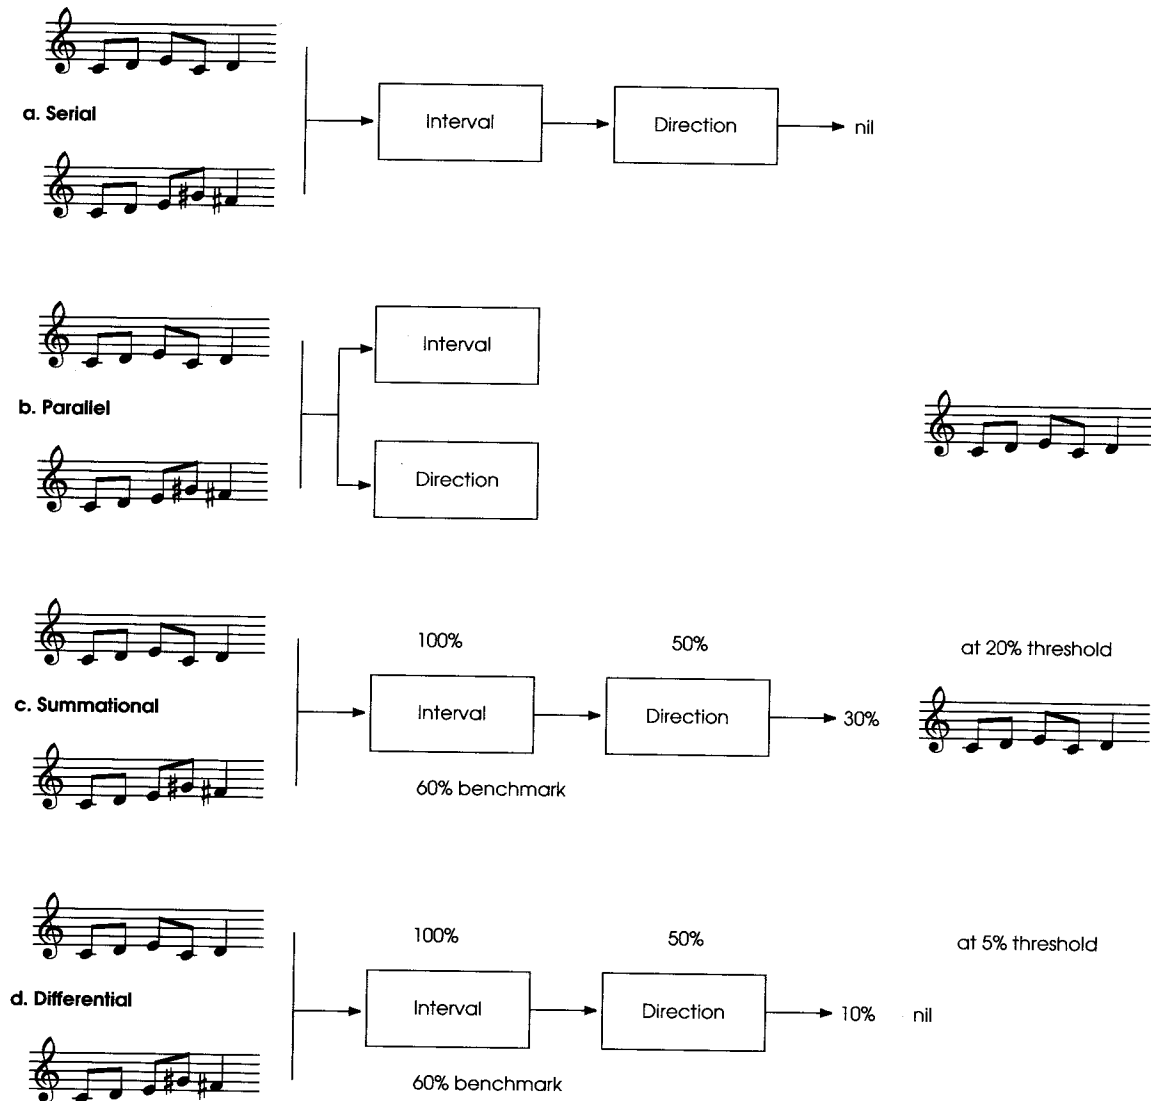 a. Serial
Interval
Direction
nil
b. Parallel
Interval
Direction
100%
50%
at 20% threshold
c. Summational
Interval
Direction
30%
60% benchmark
100%
50%
at 5% threshold
d. Differential
Interval
Direction
10%
nil
60% benchmark